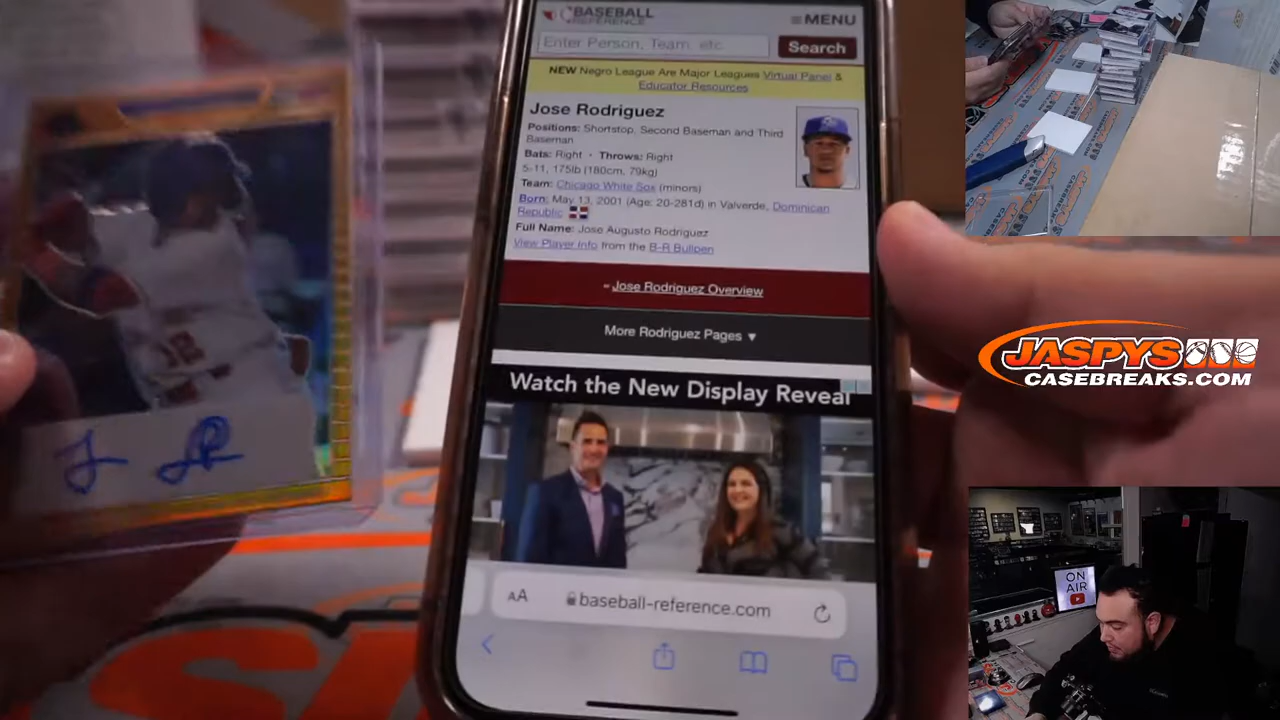 BASEBALL
REFERENCE
≡MENU
Enter Person, Team, etc
Search
NEW Negro League Are Major Leagues Virtual Panel &
Educator Resources
Jose Rodriguez
Positions: Shortstop, Second Baseman and Third
Baseman
Bats: Right • Throws: Right
5-11, 175lb (180cm, 79kg)
Team: Chicago White Sox (minors)
Born: May 13, 2001 (Age: 20-281d) in Valverde, Dominican
Republic
Full Name: Jose Augusto Rodriguez
View Player Info from the B-R Bullpen
« Jose Rodriguez Overview
More Rodriguez Pages ▼
Watch the New Display Reveal
AA
baseball-reference.com
12
JASPYS
CASEBREAKS.COM
ON
AIR